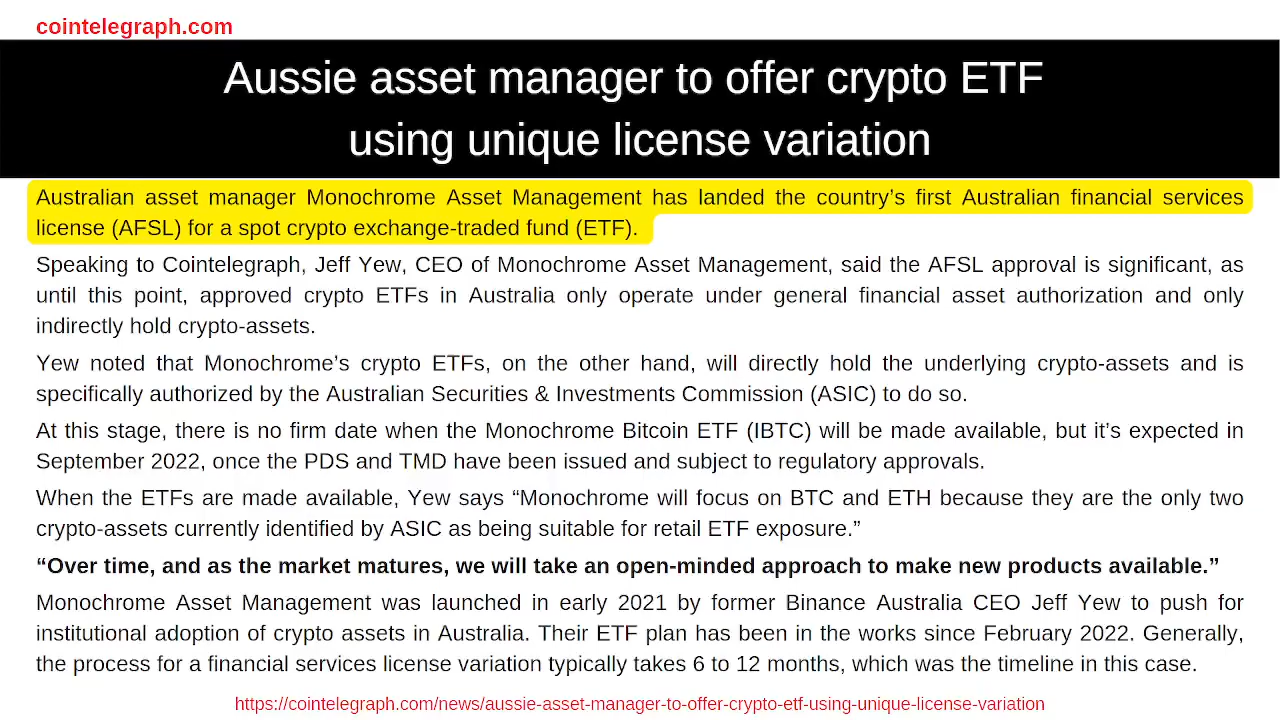 cointelegraph.com
Aussie asset manager to offer crypto ETF
using unique license variation
Australian asset manager Monochrome Asset Management has landed the country’s first Australian financial services
license (AFSL) for a spot crypto exchange-traded fund (ETF).
Speaking to Cointelegraph, Jeff Yew, CEO of Monochrome Asset Management, said the AFSL approval is significant, as
until this point, approved crypto ETFs in Australia only operate under general financial asset authorization and only
indirectly hold crypto-assets.
Yew noted that Monochrome’s crypto ETFs, on the other hand, will directly hold the underlying crypto-assets and is
specifically authorized by the Australian Securities & Investments Commission (ASIC) to do so.
At this stage, there is no firm date when the Monochrome Bitcoin ETF (IBTC) will be made available, but it’s expected in
September 2022, once the PDS and TMD have been issued and subject to regulatory approvals.
When the ETFs are made available, Yew says “Monochrome will focus on BTC and ETH because they are the only two
crypto-assets currently identified by ASIC as being suitable for retail ETF exposure.”
“Over time, and as the market matures, we will take an open-minded approach to make new products available.”
Monochrome Asset Management was launched in early 2021 by former Binance Australia CEO Jeff Yew to push for
institutional adoption of crypto assets in Australia. Their ETF plan has been in the works since February 2022. Generally,
the process for a financial services license variation typically takes 6 to 12 months, which was the timeline in this case.
https://cointelegraph.com/news/aussie-asset-manager-to-offer-crypto-etf-using-unique-license-variation